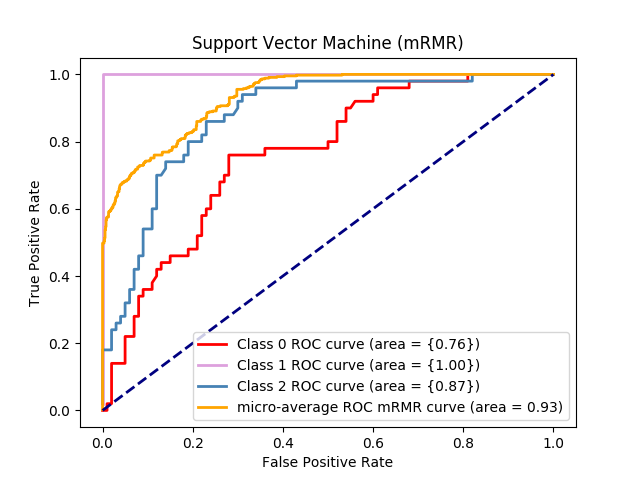 Support Vector Machine (mRMR)
True Positive Rate
1.0
0.8
0.6
0.4
0.2
0.0
Class 0 ROC curve (area = {0.76})
Class 1 ROC curve (area = {1.00})
Class 2 ROC curve (area = {0.87})
micro-average ROC mRMR curve (area = 0.93)
0.0 0.2 0.4 0.6 0.8 1.0
False Positive Rate